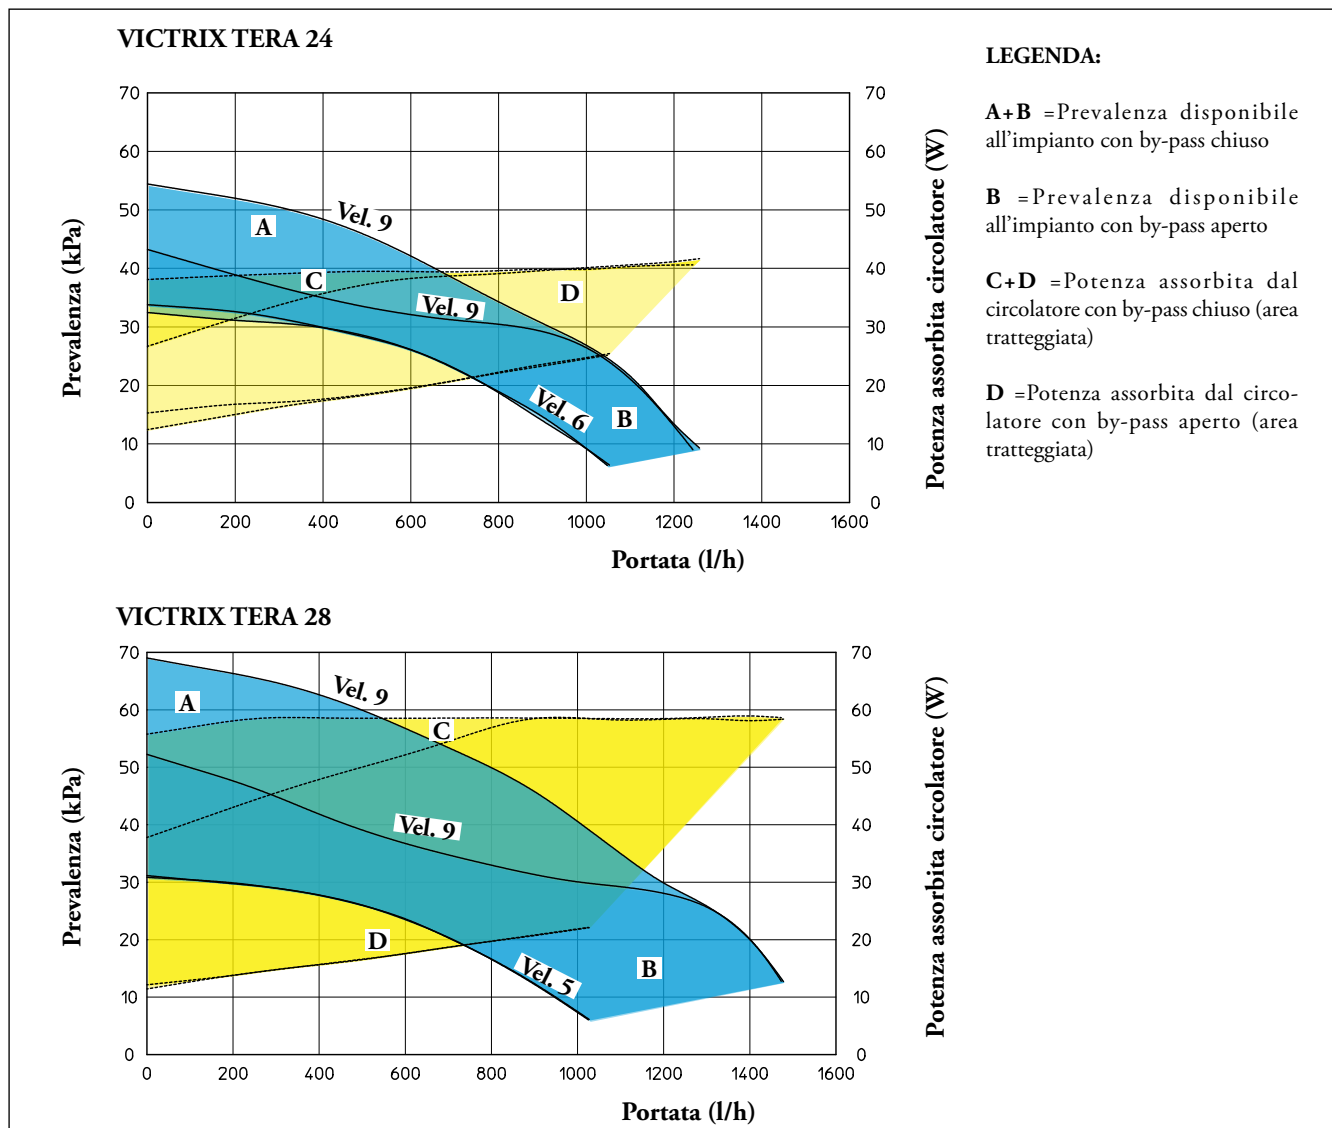 VICTRIX TERA 24
LEGENDA:
A+B =Prevalenza disponibile
all'impianto con by-pass chiuso
B =Prevalenza disponibile
all'impianto con by-pass aperto
C+D =Potenza assorbita dal
circolatore con by-pass chiuso (area
tratteggiata)
D =Potenza assorbita dal circo-
latore con by-pass aperto (area
tratteggiata)
Prevalenza (kPa)
70
60
50
40
30
20
10
0
A
Vel. 9
C
Vel. 9
D
Vel. 6
B
70
60
50
40
30
20
10
0
Potenza assorbita circolatore (W)
0 200 400 600 800 1000 1200 1400 1600
Portata (l/h)
VICTRIX TERA 28
Prevalenza (kPa)
70
60
50
40
30
20
10
0
A
Vel. 9
C
Vel. 9
D
Vel. 5
B
70
60
50
40
30
20
10
0
Potenza assorbita circolatore (W)
0 200 400 600 800 1000 1200 1400 1600
Portata (l/h)